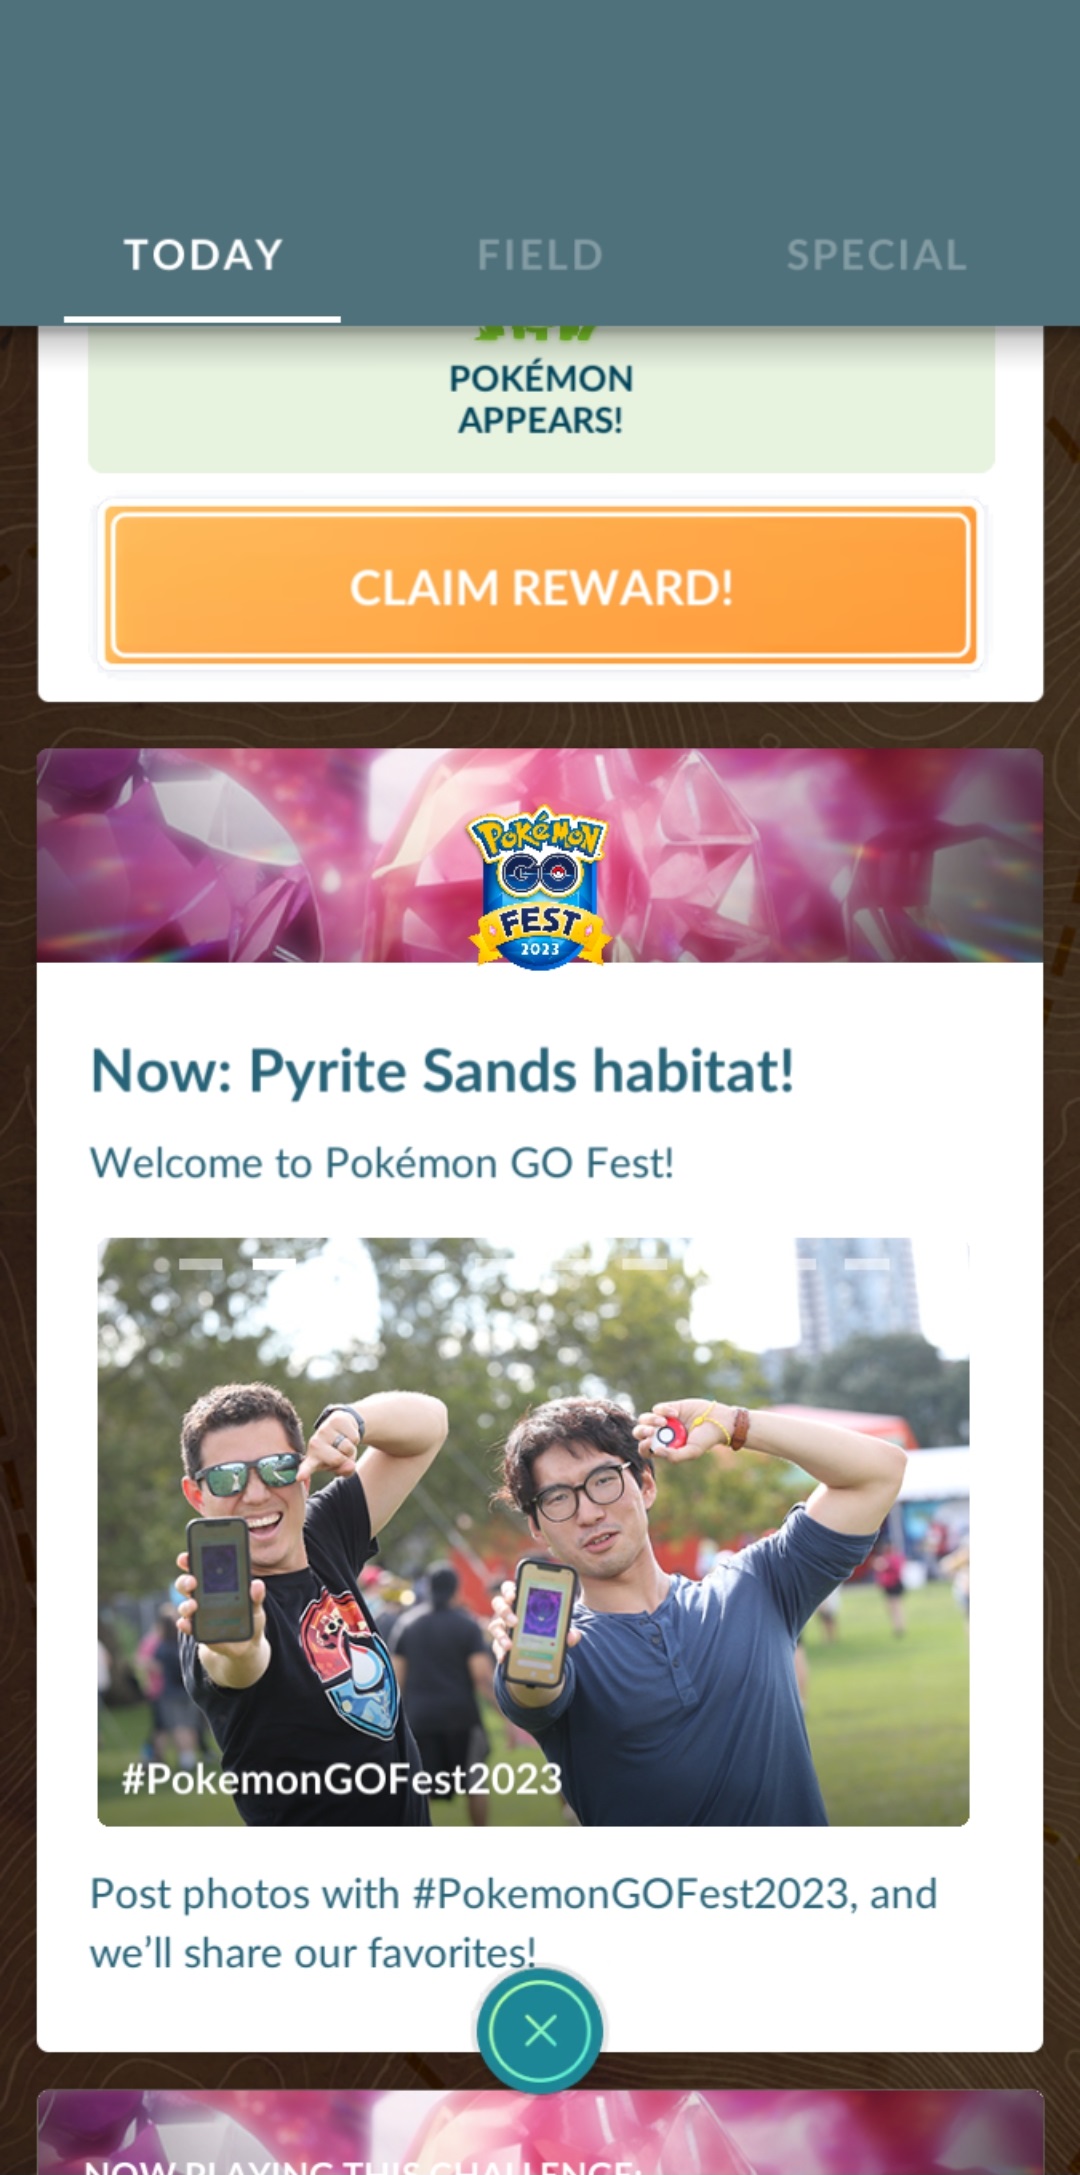 TODAY
FIELD
SPECIAL
POKÉMON
APPEARS!
CLAIM REWARD!
POKéMON
GO
FEST
2023
Now: Pyrite Sands habitat!
Welcome to Pokémon GO Fest!
#PokemonGOFest2023
Post photos with #PokemonGOFest2023, and
we’ll share our favorites!
NOW PLAYING THIS CHALLENGE: